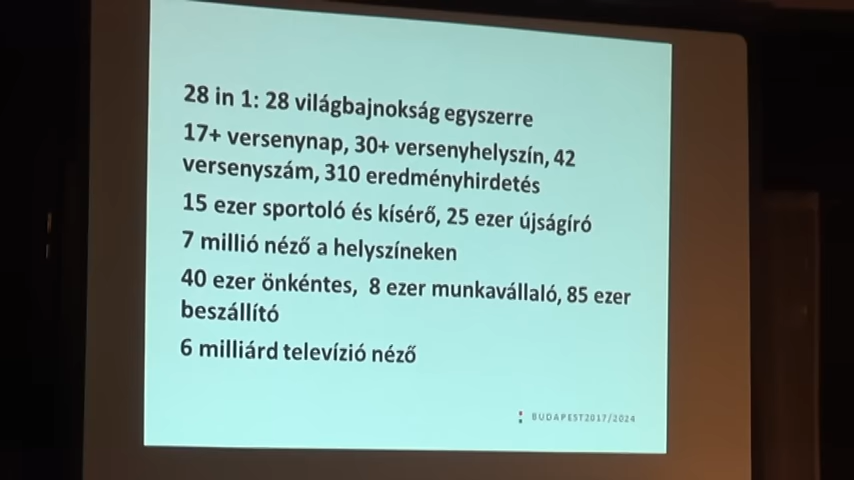 28 in 1: 28 világbajnokság egyszerre
17+ versenynap, 30+ versenyhelyszín, 42
versenyszám, 310 eredményhirdetés
15 ezer sportoló és kísérő, 25 ezer újságíró
7 millió néző a helyszíneken
40 ezer önkéntes, 8 ezer munkavállaló, 85 ezer
beszállító
6 milliárd televízió néző
BUDAPEST2017/2024